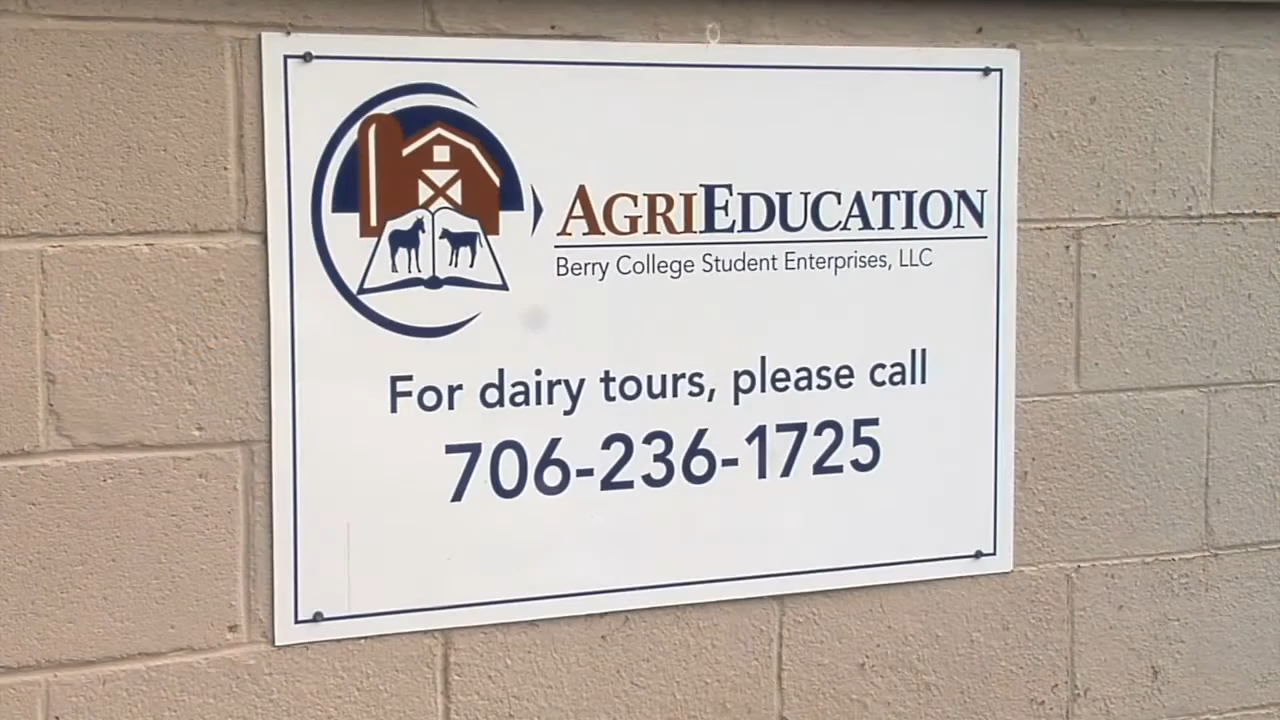 AGRIEDUCATION
Berry College Student Enterprises, LLC
For dairy tours, please call
706-236-1725